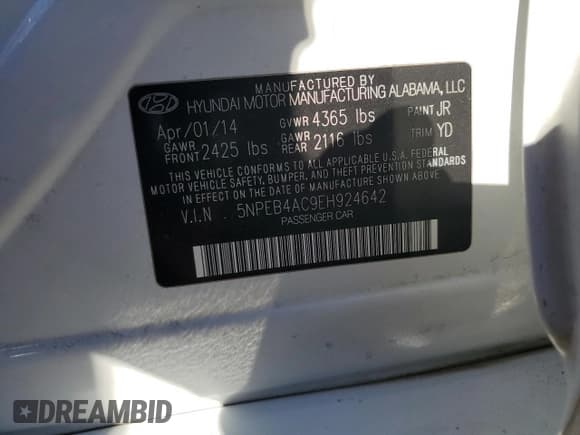 MANUFACTURED BY
HYUNDAI MOTOR MANUFACTURING ALABAMA, LLC
Apr/01/14 GVWR 4365 lbs PAINT JR
GAWR FRONT 2425 lbs GAWR REAR 2116 lbs TRIM YD
THIS VEHICLE CONFORMS TO ALL APPLICABLE U.S.A. FEDERAL
MOTOR VEHICLE SAFETY, BUMPER, AND THEFT PREVENTION STANDARDS
IN EFFECT ON THE DATE OF MANUFACTURE SHOWN ABOVE.
V.I.N 5NPEB4AC9EH924642
PASSENGER CAR
DREAMBID